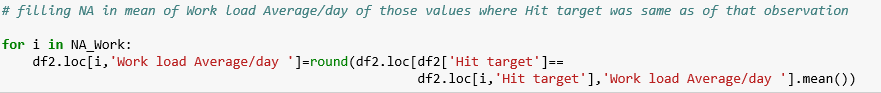 # filling NA in mean of Work load Average/day of those values where Hit target was same as of that observation
for i in NA_Work:
df2.loc[i,'Work load Average/day ']=round(df2.loc[df2['Hit target']==
df2.loc[i,'Hit target'],'Work load Average/day '].mean())